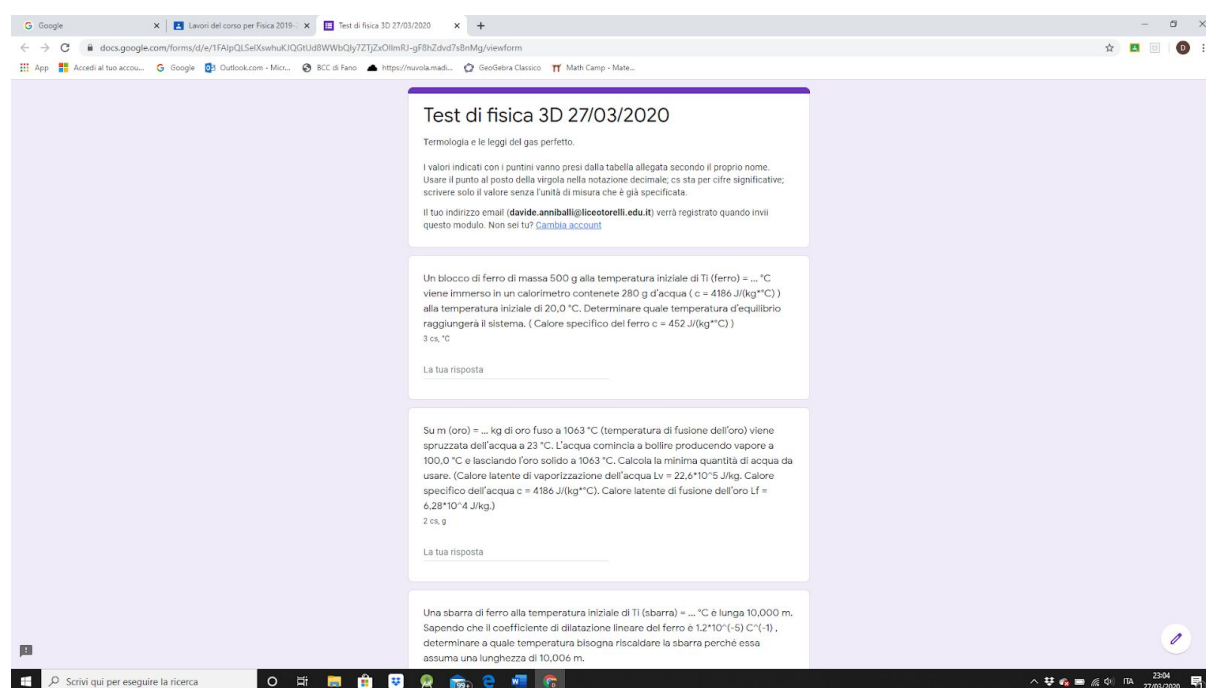 Google
Lavori del corso per Fisica 2019-2
Test di fisica 3D 27/03/2020
docs.google.com/forms/d/e/1FAIpQLSelXswhuKJQGtUd8WWbQly7ZTjZxOIlmRJ-gF8hZdvd7s8nMg/viewform
D
App
Accedi al tuo accou...
Google
Outlook.com - Micr...
BCC di Fano
https://nuvola.madi...
GeoGebra Classico
Math Camp - Mate...
Test di fisica 3D 27/03/2020
Termologia e le leggi del gas perfetto.
I valori indicati con i puntini vanno presi dalla tabella allegata secondo il proprio nome.
Usare il punto al posto della virgola nella notazione decimale; cs sta per cifre significative;
scrivere solo il valore senza l'unità di misura che è già specificata.
Il tuo indirizzo email (davide.anniballi@liceotorelli.edu.it) verrà registrato quando invii
questo modulo. Non sei tu? Cambia account
Un blocco di ferro di massa 500 g alla temperatura iniziale di Ti (ferro) = ... °C
viene immerso in un calorimetro contenete 280 g d'acqua ( c = 4186 J/(kg*°C) )
alla temperatura iniziale di 20,0 °C. Determinare quale temperatura d'equilibrio
raggiungerà il sistema. ( Calore specifico del ferro c = 452 J/(kg*°C) )
3 cs, °C
La tua risposta
Su m (oro) = ... kg di oro fuso a 1063 °C (temperatura di fusione dell'oro) viene
spruzzata dell'acqua a 23 °C. L'acqua comincia a bollire producendo vapore a
100,0 °C e lasciando l'oro solido a 1063 °C. Calcola la minima quantità di acqua da
usare. (Calore latente di vaporizzazione dell'acqua Lv = 22,6*10^5 J/kg. Calore
specifico dell'acqua c = 4186 J/(kg*°C). Calore latente di fusione dell'oro Lf =
6,28*10^4 J/kg.)
2 cs, g
La tua risposta
Una sbarra di ferro alla temperatura iniziale di Ti (sbarra) = ... °C è lunga 10,000 m.
Sapendo che il coefficiente di dilatazione lineare del ferro è 1.2*10^(-5) C^(-1) ,
determinare a quale temperatura bisogna riscaldare la sbarra perché essa
assuma una lunghezza di 10,006 m.
Scrivi qui per eseguire la ricerca
99+
ITA
23:04
27/03/2020